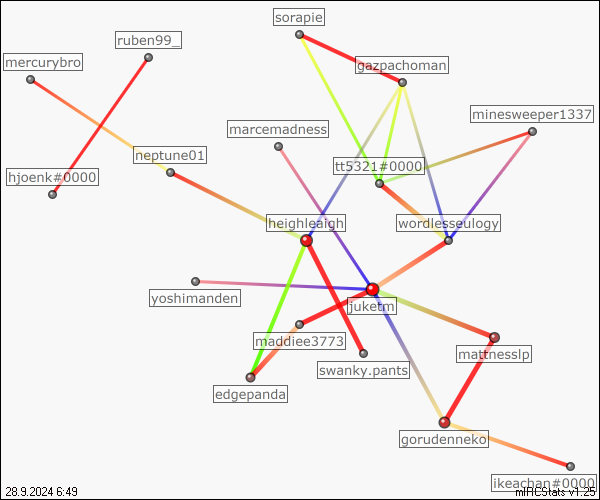 sorapie
ruben99_
mercurybro
gazpachoman
minesweeper1337
marcemadness
neptune01
tt5321#0000
hjoenk#0000
heighleaigh
wordlesseulogy
yoshimanden
juketm
maddiee3773
mattnesslp
swanky.pants
edgepanda
gorudenneko
ikeachan#0000
28.9.2024 6:49
mIRCStats v1.25